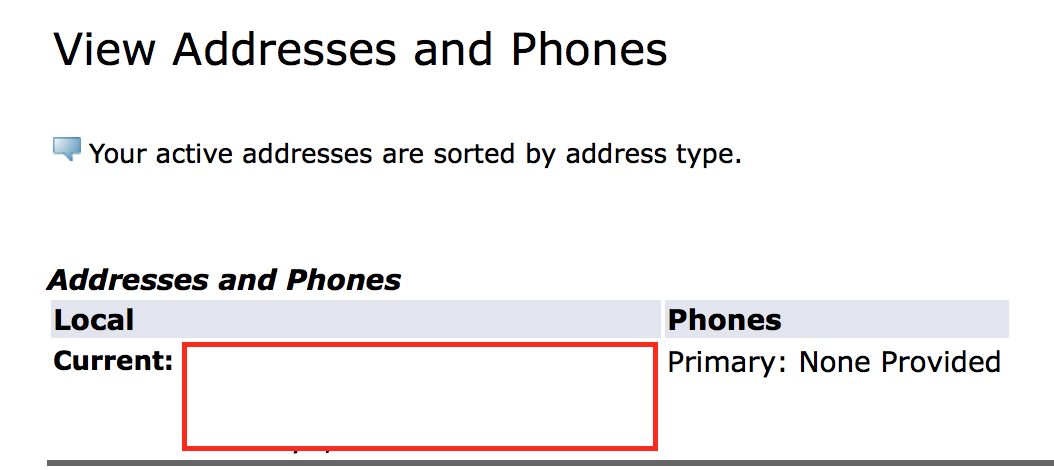 View Addresses and Phones
Your active addresses are sorted by address type.
Addresses and Phones
Local Phones
Current: Primary: None Provided